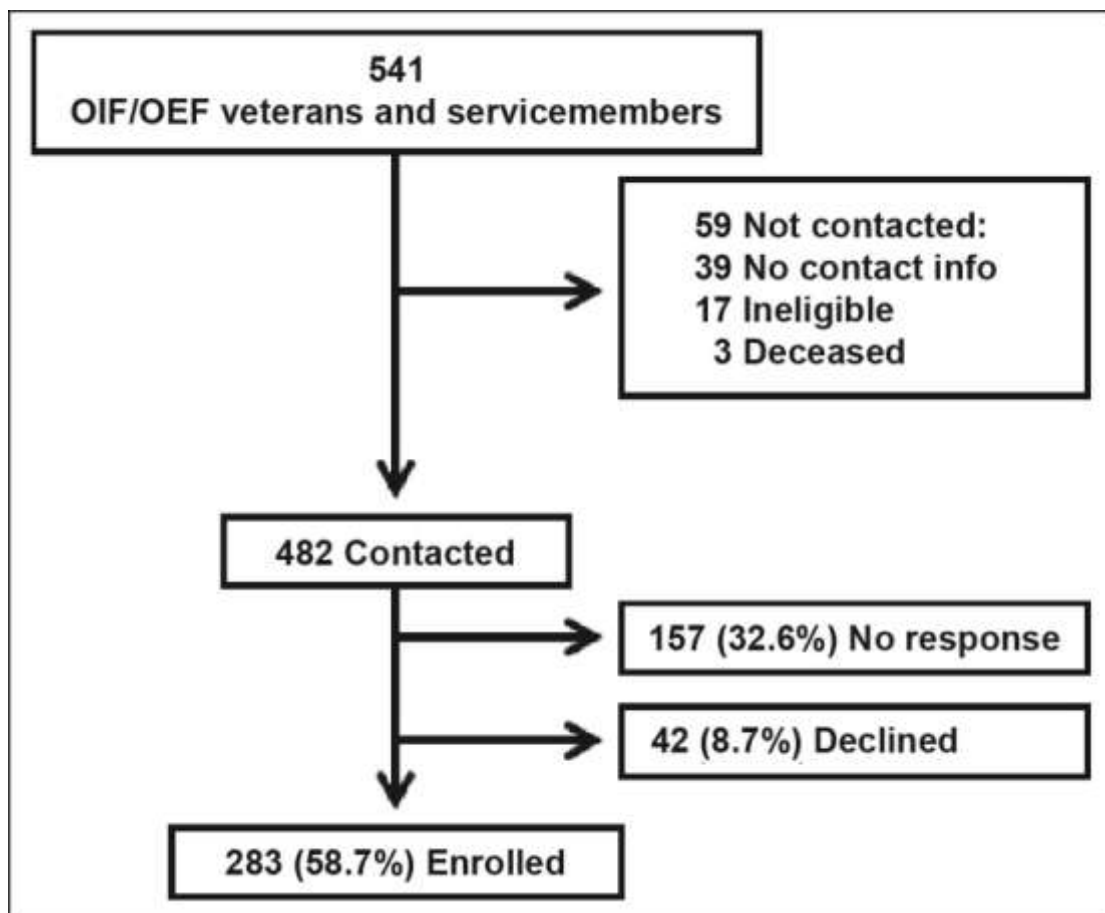 541
OIF/OEF veterans and servicemembers
59 Not contacted:
39 No contact info
17 Ineligible
3 Deceased
482 Contacted
157 (32.6%) No response
42 (8.7%) Declined
283 (58.7%) Enrolled